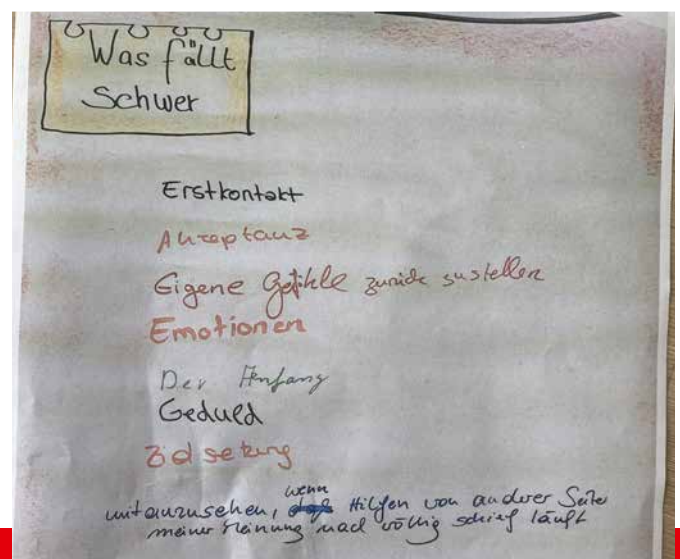 Was fällt
Schwer
Erstkontakt
Akzeptanz
Eigene Gefühle zurück zustellen
Emotionen
Der Anfang
Geduld
Zielsetzung
mitanzusehen, wenn Hilfen von anderer Seite
meiner Meinung nach völlig schief läuft